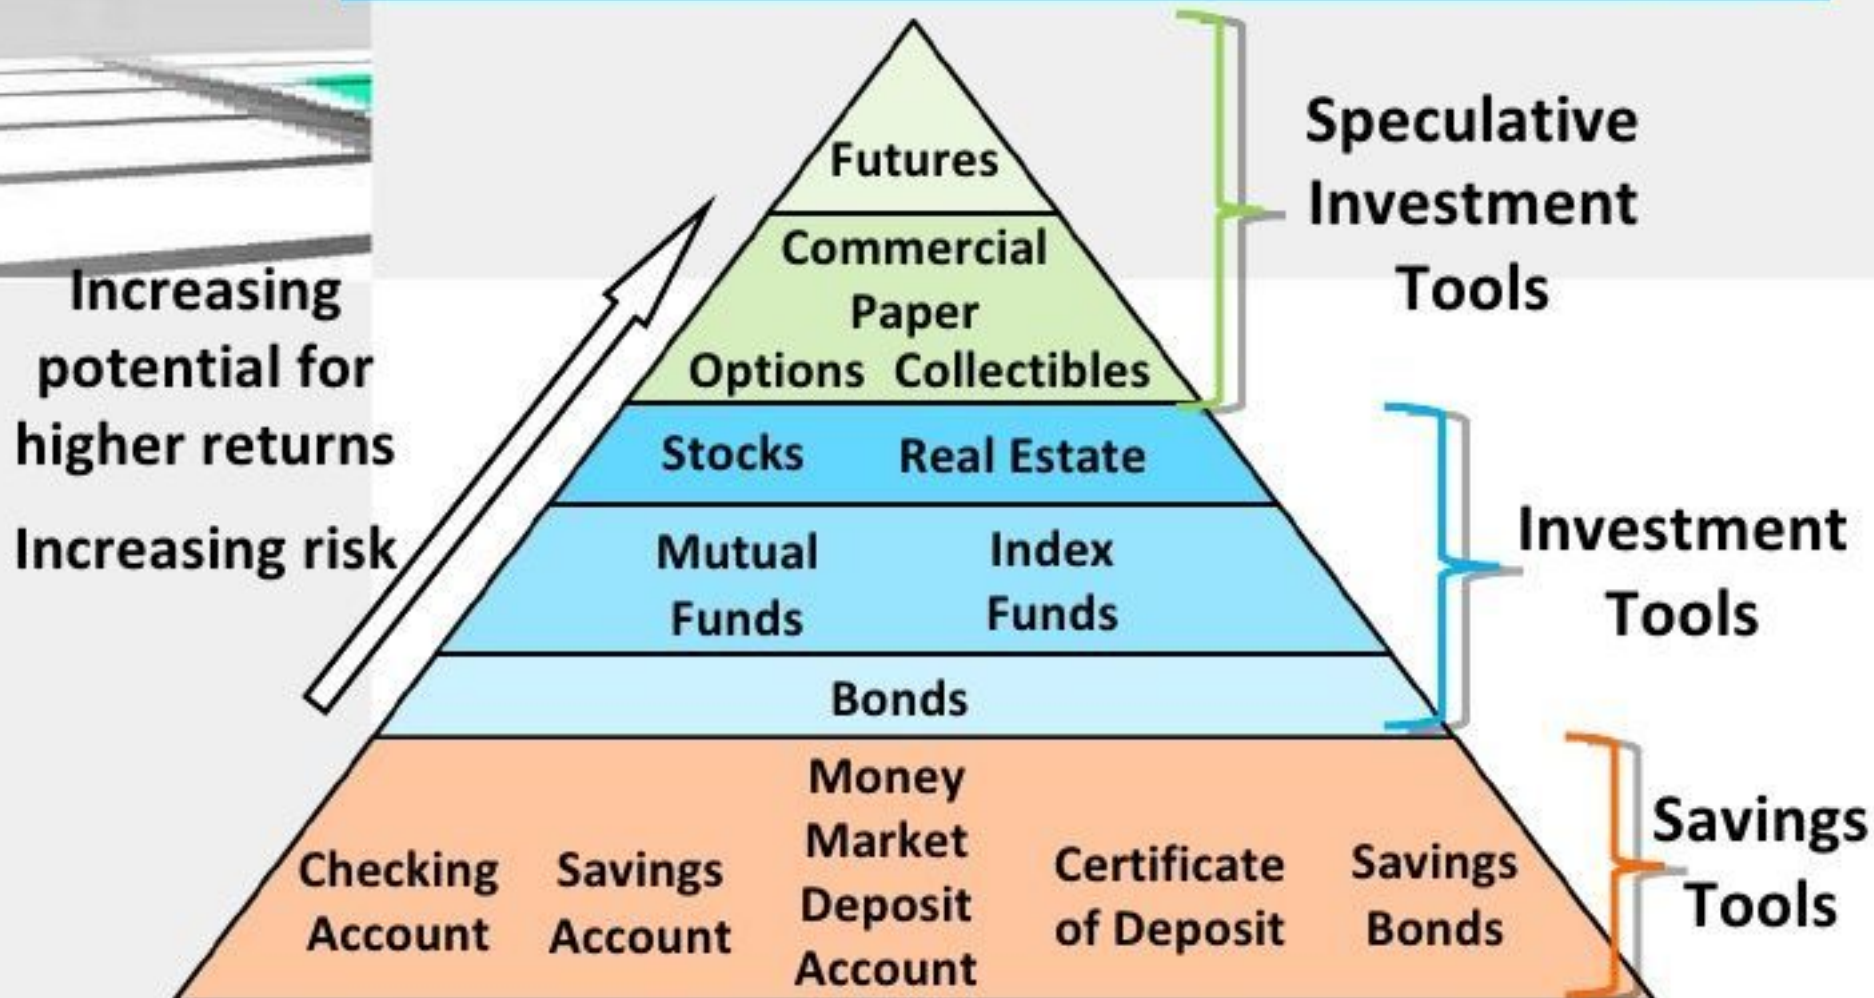 Futures
Commercial
Paper
Options Collectibles
Stocks Real Estate
Mutual Funds
Index Funds
Bonds
Checking Account
Savings Account
Money Market Deposit Account
Certificate of Deposit
Savings Bonds
Increasing
potential for
higher returns
Increasing risk
Speculative
Investment
Tools
Investment
Tools
Savings
Tools